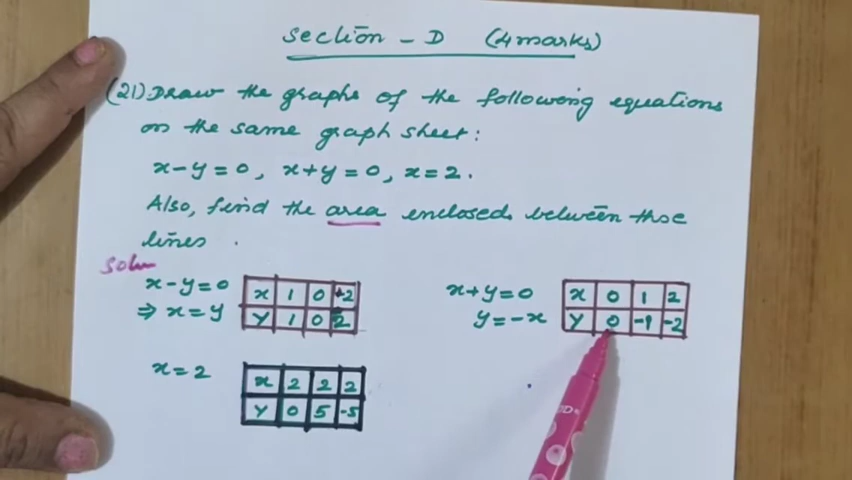 Section - D (4 marks)
(21). Draw the graphs of the following equations
on the same graph sheet:
x-y=0, x+y=0, x=2.
Also, find the area enclosed between those
lines.
Soln
x-y=0
⇒ x=y
x 1 0 2
y 1 0 2
x+y=0
y=-x
x 0 1 2
y 0 -1 -2
x=2
x 2 2 2
y 0 5 -5